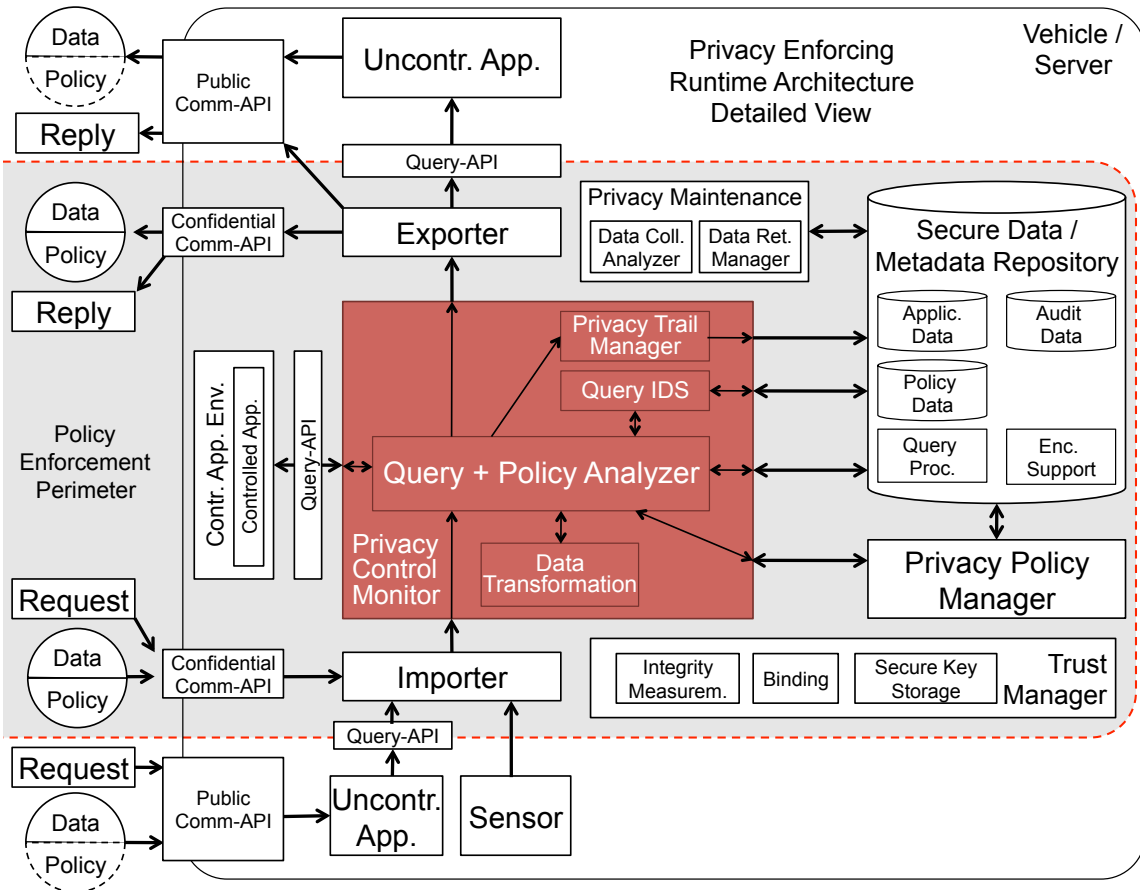 Data
Policy
Public
Comm-API
Reply
Uncontr. App.
Privacy Enforcing
Runtime Architecture
Detailed View
Vehicle /
Server
Query-API
Data
Policy
Confidential
Comm-API
Reply
Exporter
Privacy Maintenance
Data Coll.
Analyzer
Data Ret.
Manager
Secure Data /
Metadata Repository
Applic.
Data
Audit
Data
Policy
Data
Query
Proc.
Enc.
Support
Policy
Enforcement
Perimeter
Contr. App. Env.
Controlled App.
Query-API
Privacy Trail
Manager
Query IDS
Query + Policy Analyzer
Privacy
Control
Monitor
Data
Transformation
Privacy Policy
Manager
Request
Data
Policy
Confidential
Comm-API
Importer
Integrity
Measurem.
Binding
Secure Key
Storage
Trust
Manager
Query-API
Request
Data
Policy
Public
Comm-API
Uncontr.
App.
Sensor